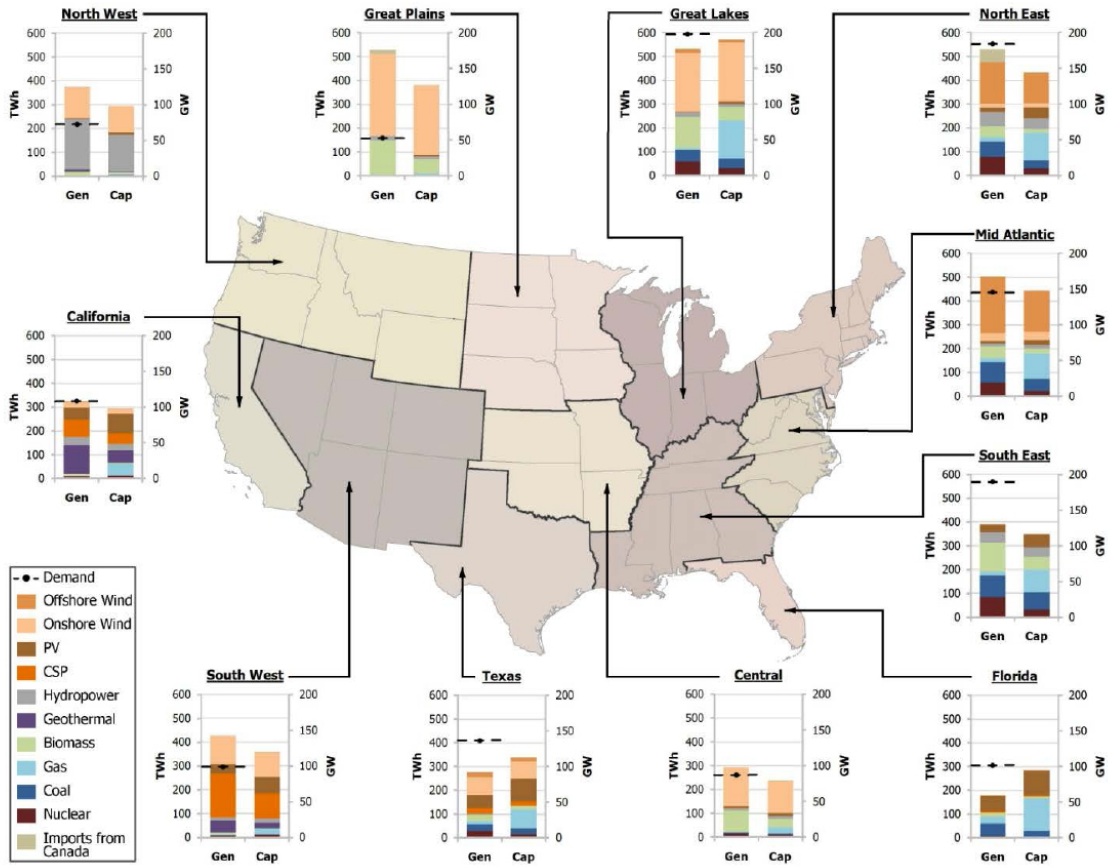 North West
Great Plains
Great Lakes
North East
600 500 400 300 200 100 0 TWh 200 150 100 50 0 GW
600 500 400 300 200 100 0 TWh 200 150 100 50 0 GW
600 500 400 300 200 100 0 TWh 200 150 100 50 0 GW
600 500 400 300 200 100 0 TWh 200 150 100 50 0 GW
Gen Cap
Gen Cap
Gen Cap
Gen Cap
Mid Atlantic
600 500 400 300 200 100 0 TWh 200 150 100 50 0 GW
Gen Cap
California
600 500 400 300 200 100 0 TWh 200 150 100 50 0 GW
Gen Cap
South East
600 500 400 300 200 100 0 TWh 200 150 100 50 0 GW
Gen Cap
Demand
Offshore Wind
Onshore Wind
PV
CSP
Hydropower
Geothermal
Biomass
Gas
Coal
Nuclear
Imports from
Canada
South West
Texas
Central
Florida
600 500 400 300 200 100 0 TWh 200 150 100 50 0 GW
600 500 400 300 200 100 0 TWh 200 150 100 50 0 GW
600 500 400 300 200 100 0 TWh 200 150 100 50 0 GW
600 500 400 300 200 100 0 TWh 200 150 100 50 0 GW
Gen Cap
Gen Cap
Gen Cap
Gen Cap